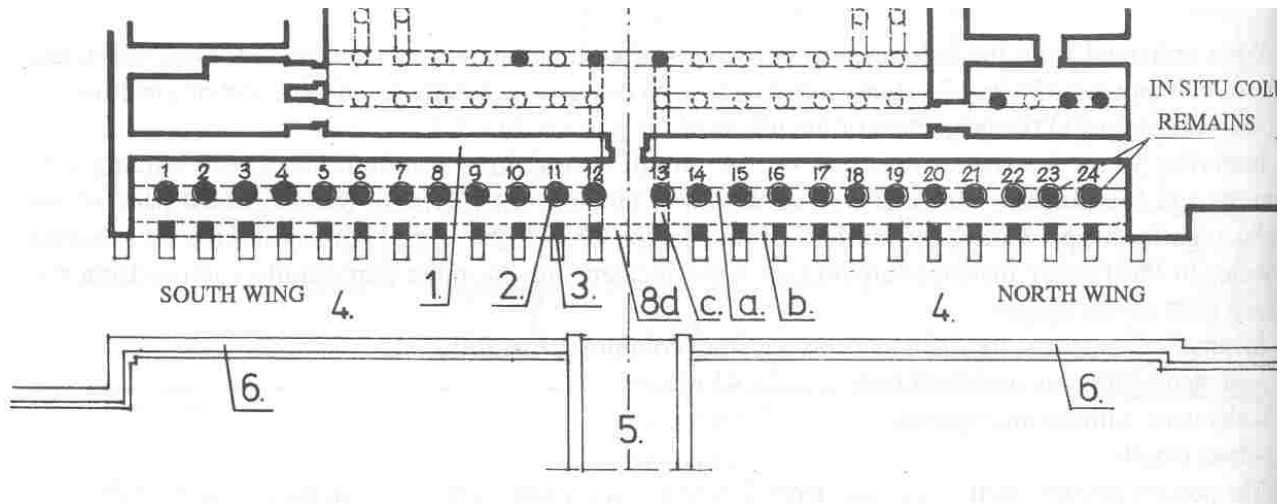 IN SITU COLU
REMAINS
1 2 3 4 5 6 7 8 9 10 11 12 13 14 15 16 17 18 19 20 21 22 23 24
SOUTH WING 4. 1. 2. 3. 8d c. a. b. 4. NORTH WING
6. 5. 6.